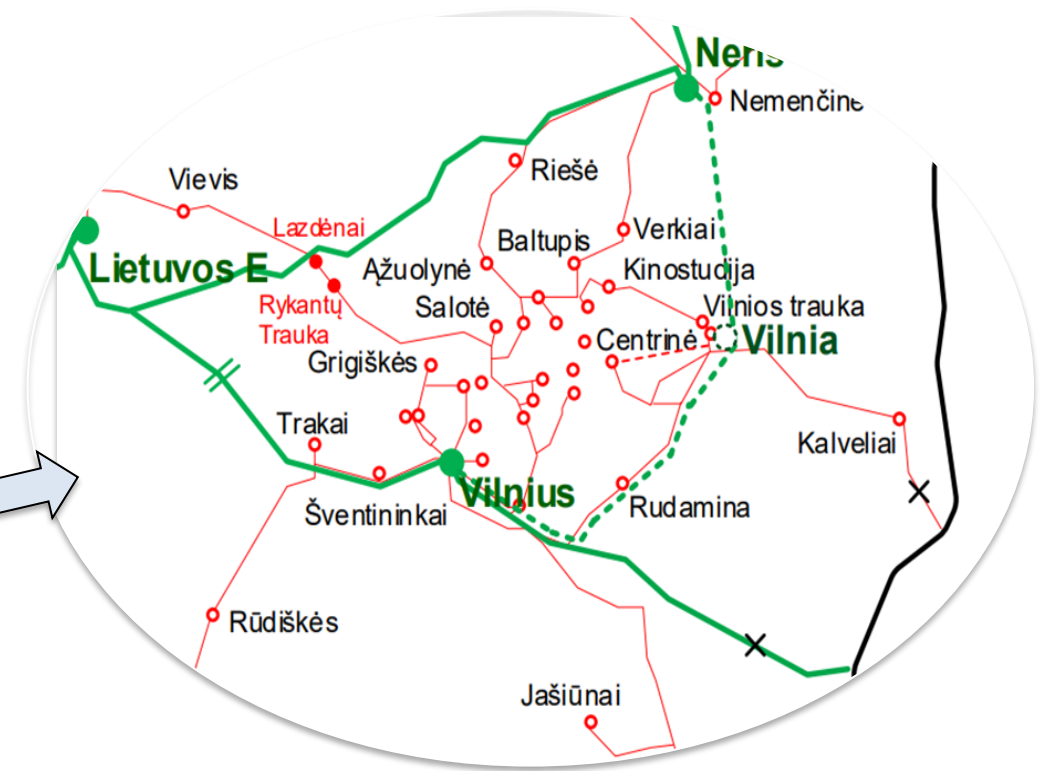 Neris
Nemenčinė
Riešė
Vievis
Lazdėnai
Verkiai
Baltupis
Lietuvos E
Ąžuolynė
Kinostudija
Rykantų
Trauka
Salotė
Vilnios trauka
Centrinė
Vilnia
Grigiškės
Trakai
Kalveliai
Vilnius
Šventininkai
Rudamina
Rūdiškės
Jašiūnai